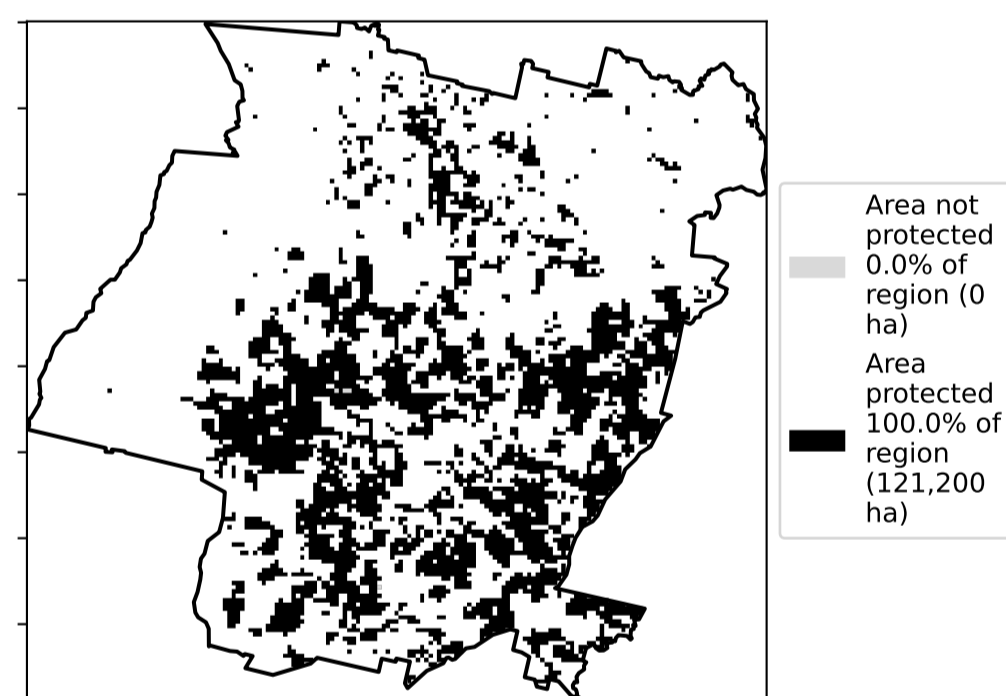 Area not
protected
0.0% of
region (0
ha)
Area
protected
100.0% of
region
(121,200
ha)